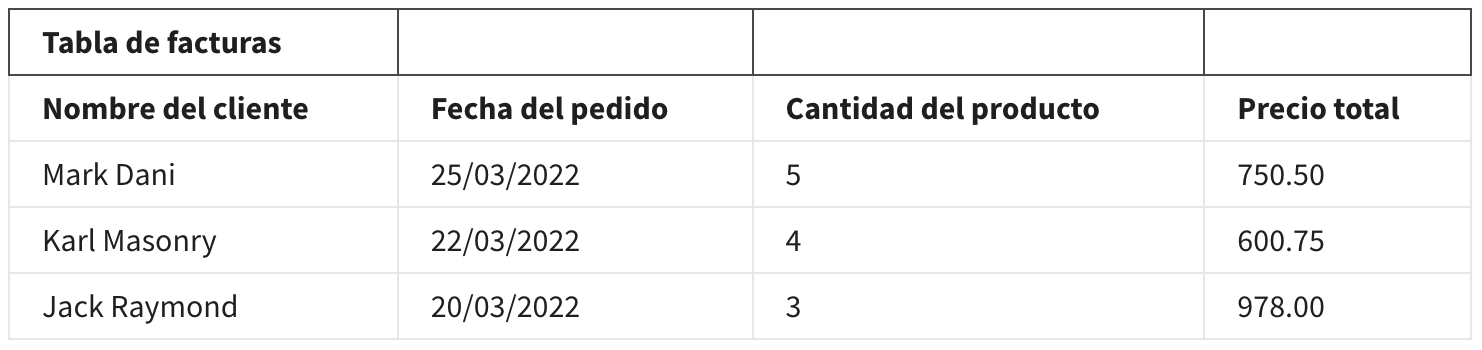 Tabla de facturas
Nombre del cliente Fecha del pedido Cantidad del producto Precio total
Mark Dani 25/03/2022 5 750.50
Karl Masonry 22/03/2022 4 600.75
Jack Raymond 20/03/2022 3 978.00